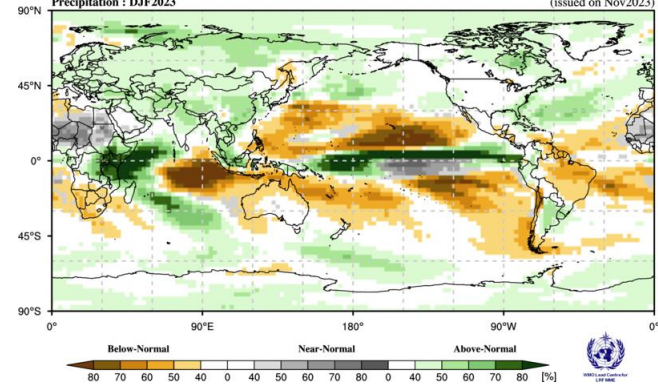 Precipitation : DJF2023 (issued on Nov2023)
90°N
45°N
0°
45°S
90°S
0° 90°E 180° 90°W 0°
Below-Normal Near-Normal Above-Normal
80 70 60 50 40 0 40 50 60 70 80 0 40 50 60 70 80 [%]
WMO Lead Centre for
LRF MME